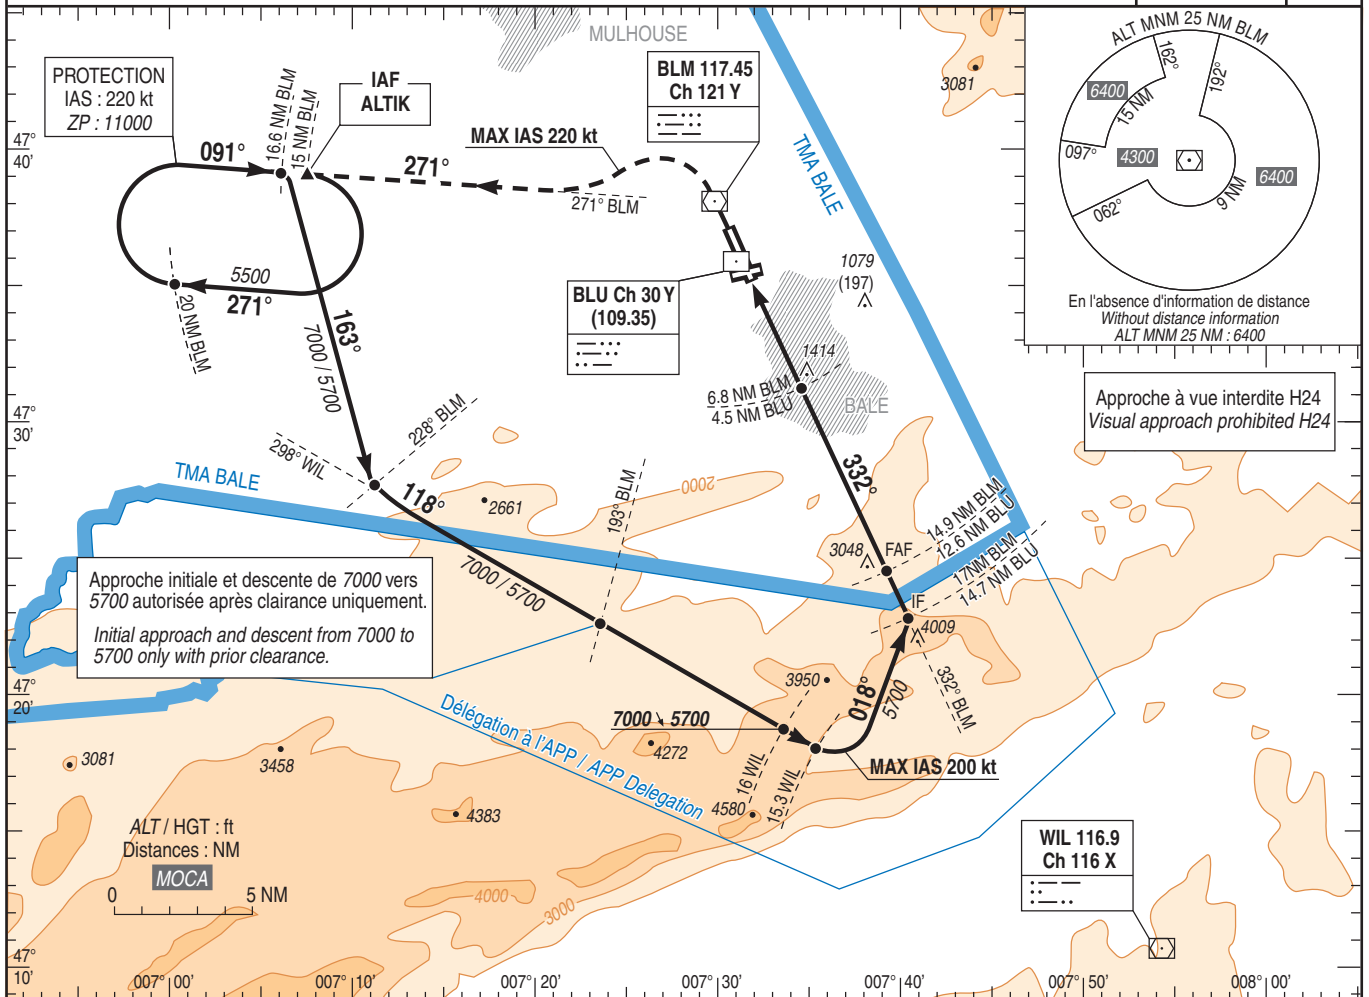 MULHOUSE
PROTECTION
IAS : 220 kt
ZP : 11000
16.6 NM BLM
15 NM BLM
IAF
ALTIK
BLM 117.45
Ch 121 Y
MAX IAS 220 kt
091°
271°
271° BLM
TMA BALE
3081
ALT MNM 25 NM BLM
162°
192°
6400
15 NM
097°
4300
6400
062°
9 NM
En l'absence d'information de distance
Without distance information
ALT MNM 25 NM : 6400
47°
40'
5500
271°
20 NM BLM
163°
7000 / 5700
BLU Ch 30 Y
(109.35)
1079
(197)
1414
6.8 NM BLM
4.5 NM BLU
BALE
Approche à vue interdite H24
Visual approach prohibited H24
47°
30'
298° WIL
228° BLM
TMA BALE
118°
2661
193° BLM
2000
332°
14.9 NM BLM
12.6 NM BLU
3048
FAF
17NM BLM
14.7 NM BLU
IF
4009
332° BLM
7000 / 5700
Approche initiale et descente de 7000 vers
5700 autorisée après clairance uniquement.
Initial approach and descent from 7000 to
5700 only with prior clearance.
47°
20'
3950
018°
5700
7000 5700
Délégation à l'APP / APP Delegation
4272
MAX IAS 200 kt
16 WIL
15.3 WIL
4580
3081
3458
4383
ALT / HGT : ft
Distances : NM
MOCA
0 5 NM
4000
3000
WIL 116.9
Ch 116 X
47°
10'
007° 00'
007° 10'
007° 20'
007° 30'
007° 40'
007° 50'
008° 00'